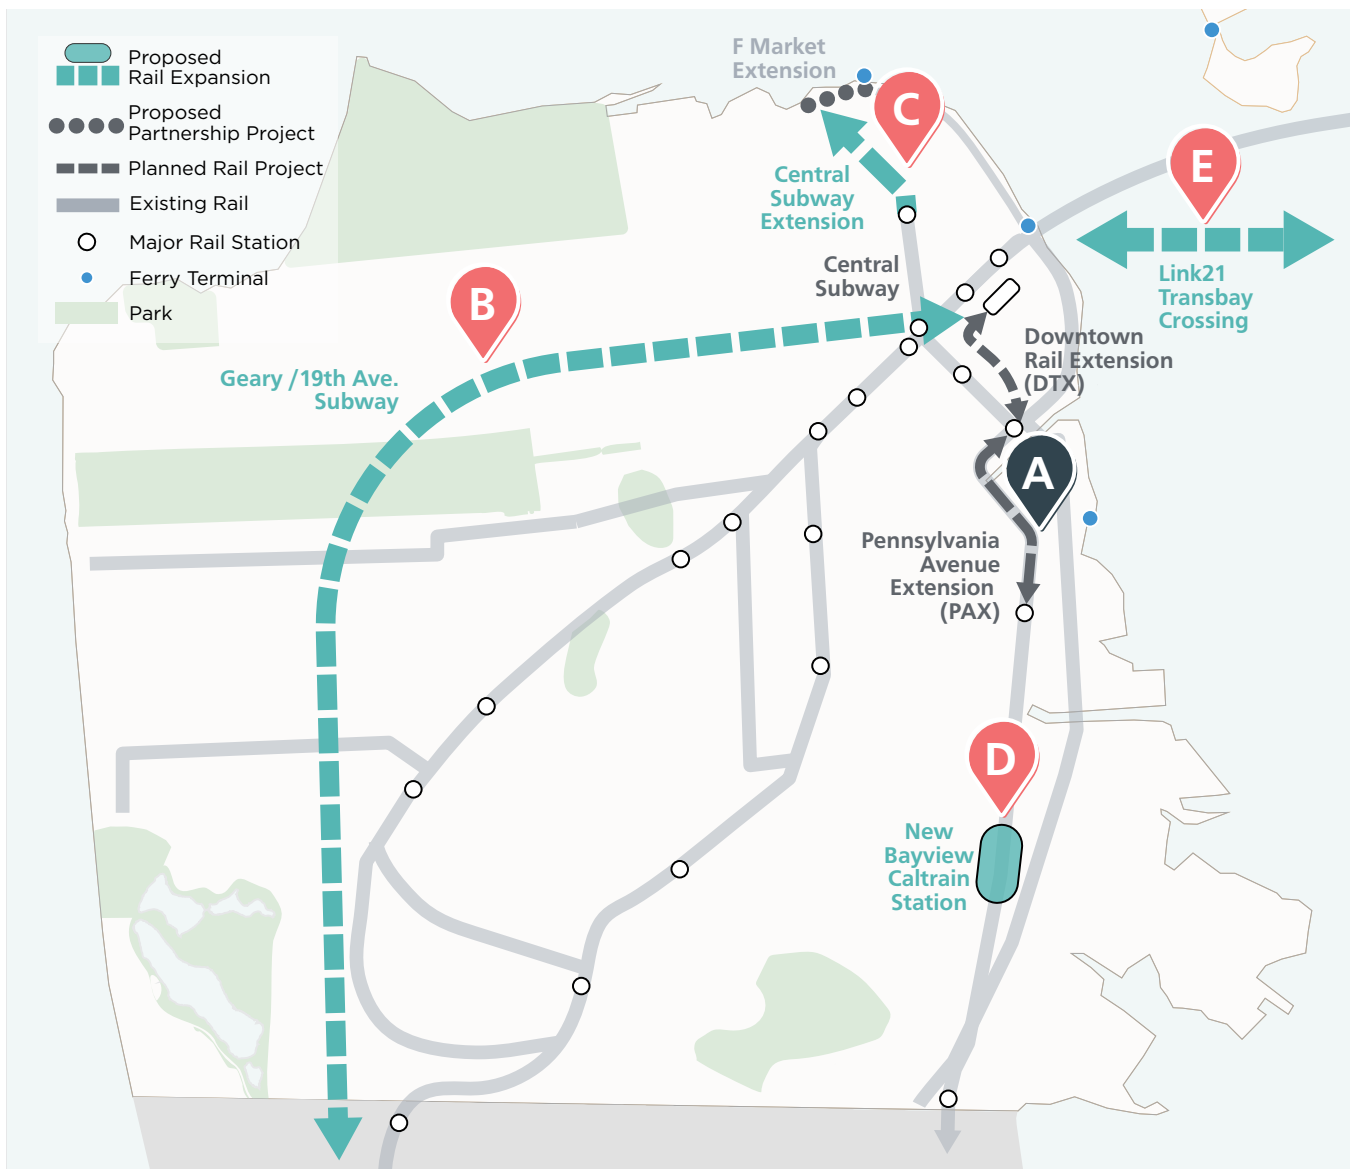 Proposed
Rail Expansion
Proposed
Partnership Project
Planned Rail Project
Existing Rail
Major Rail Station
Ferry Terminal
Park
F Market
Extension
C
Central
Subway
Extension
E
Link21
Transbay
Crossing
Central
Subway
B
Geary /19th Ave.
Subway
Downtown
Rail Extension
(DTX)
A
Pennsylvania
Avenue
Extension
(PAX)
D
New
Bayview
Caltrain
Station